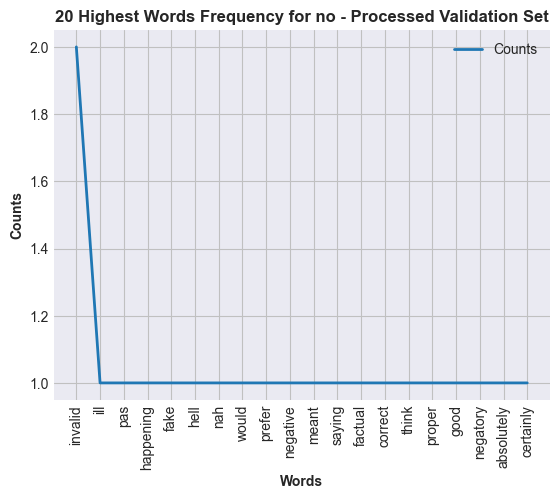 20 Highest Words Frequency for no - Processed Validation Set
Counts
2.0
1.8
1.6
1.4
1.2
1.0
Counts
invalid
ill
pas
happening
fake
hell
nah
would
prefer
negative
meant
saying
factual
correct
think
proper
good
negatory
absolutely
certainly
Words